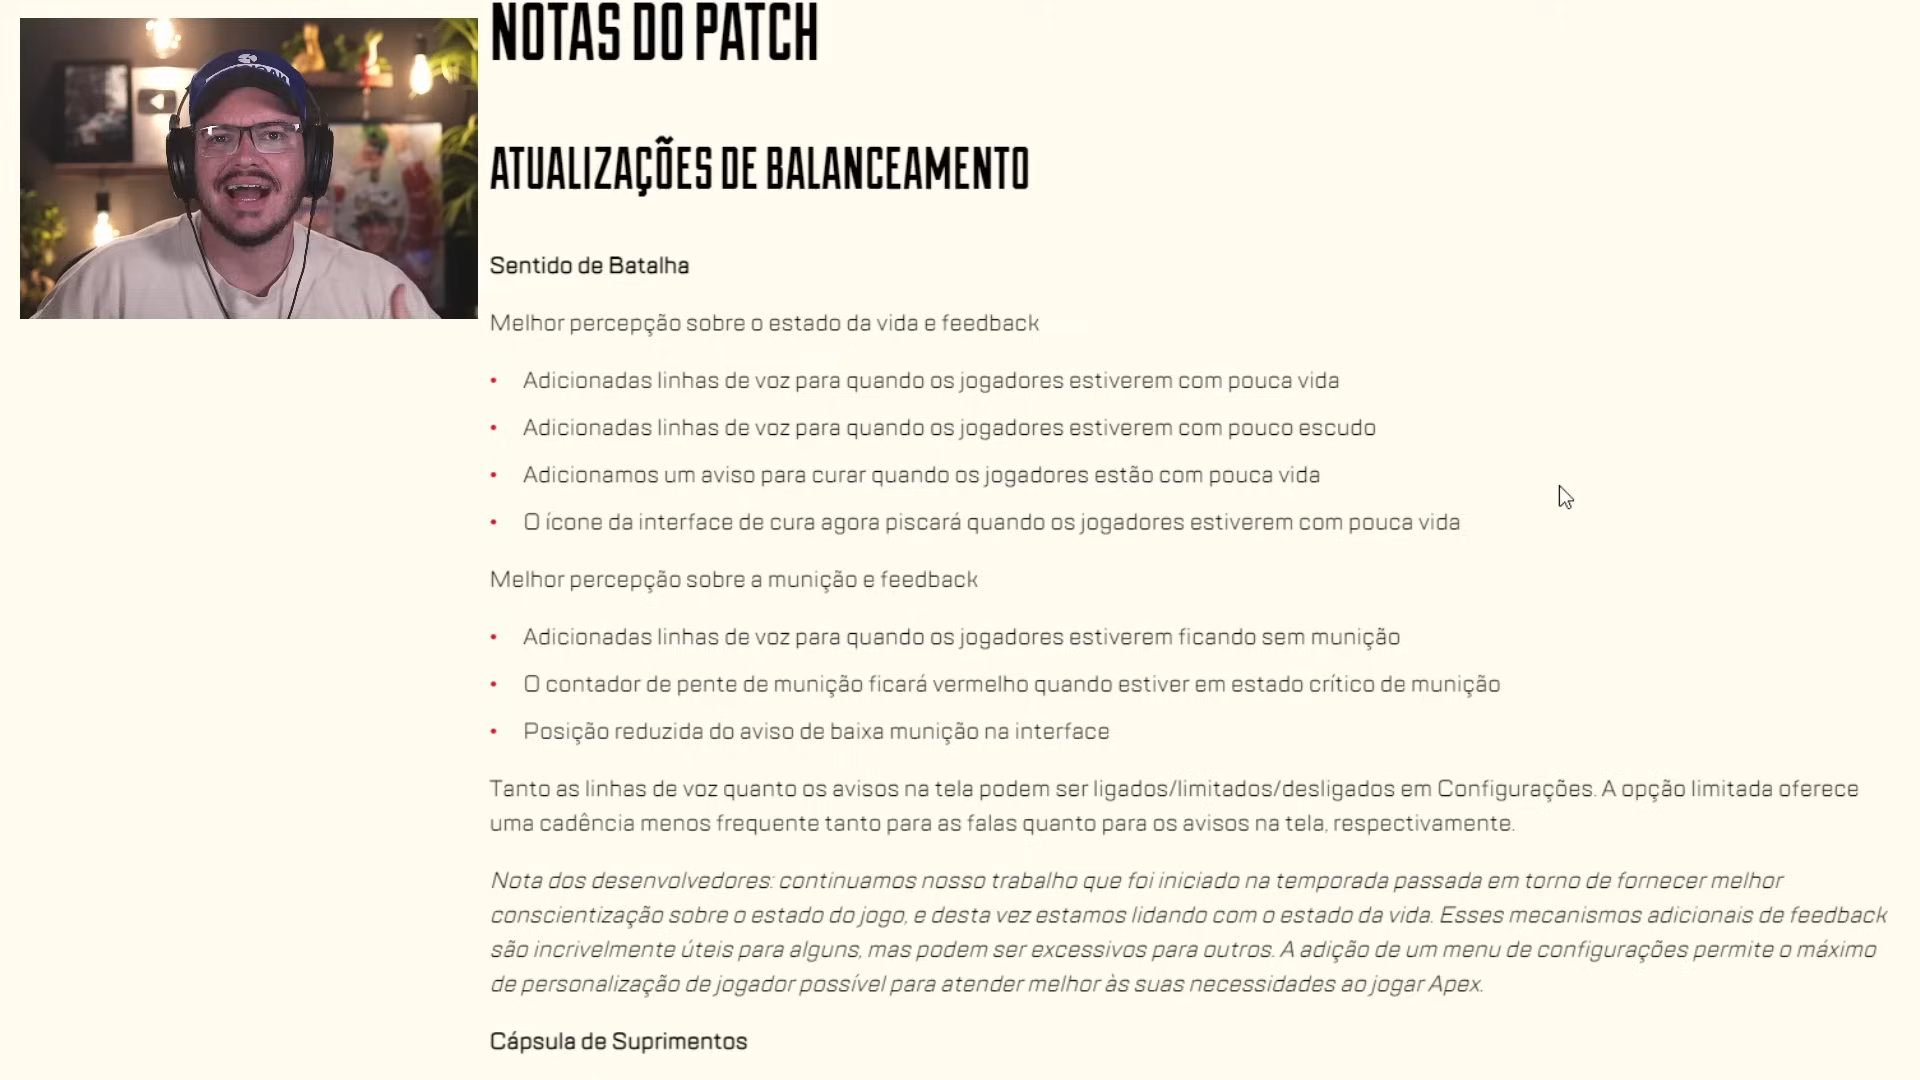 NOTAS DO PATCH
ATUALIZAÇÕES DE BALANCEAMENTO
Sentido de Batalha
Melhor percepção sobre o estado da vida e feedback
• Adicionadas linhas de voz para quando os jogadores estiverem com pouca vida
• Adicionadas linhas de voz para quando os jogadores estiverem com pouco escudo
• Adicionamos um aviso para curar quando os jogadores estão com pouca vida
• O ícone da interface de cura agora piscará quando os jogadores estiverem com pouca vida
Melhor percepção sobre a munição e feedback
• Adicionadas linhas de voz para quando os jogadores estiverem ficando sem munição
• O contador de pente de munição ficará vermelho quando estiver em estado crítico de munição
• Posição reduzida do aviso de baixa munição na interface
Tanto as linhas de voz quanto os avisos na tela podem ser ligados/limitados/desligados em Configurações. A opção limitada oferece
uma cadência menos frequente tanto para as falas quanto para os avisos na tela, respectivamente.
Nota dos desenvolvedores: continuamos nosso trabalho que foi iniciado na temporada passada em torno de fornecer melhor
conscientização sobre o estado do jogo, e desta vez estamos lidando com o estado da vida. Esses mecanismos adicionais de feedback
são incrivelmente úteis para alguns, mas podem ser excessivos para outros. A adição de um menu de configurações permite o máximo
de personalização de jogador possível para atender melhor às suas necessidades ao jogar Apex.
Cápsula de Suprimentos